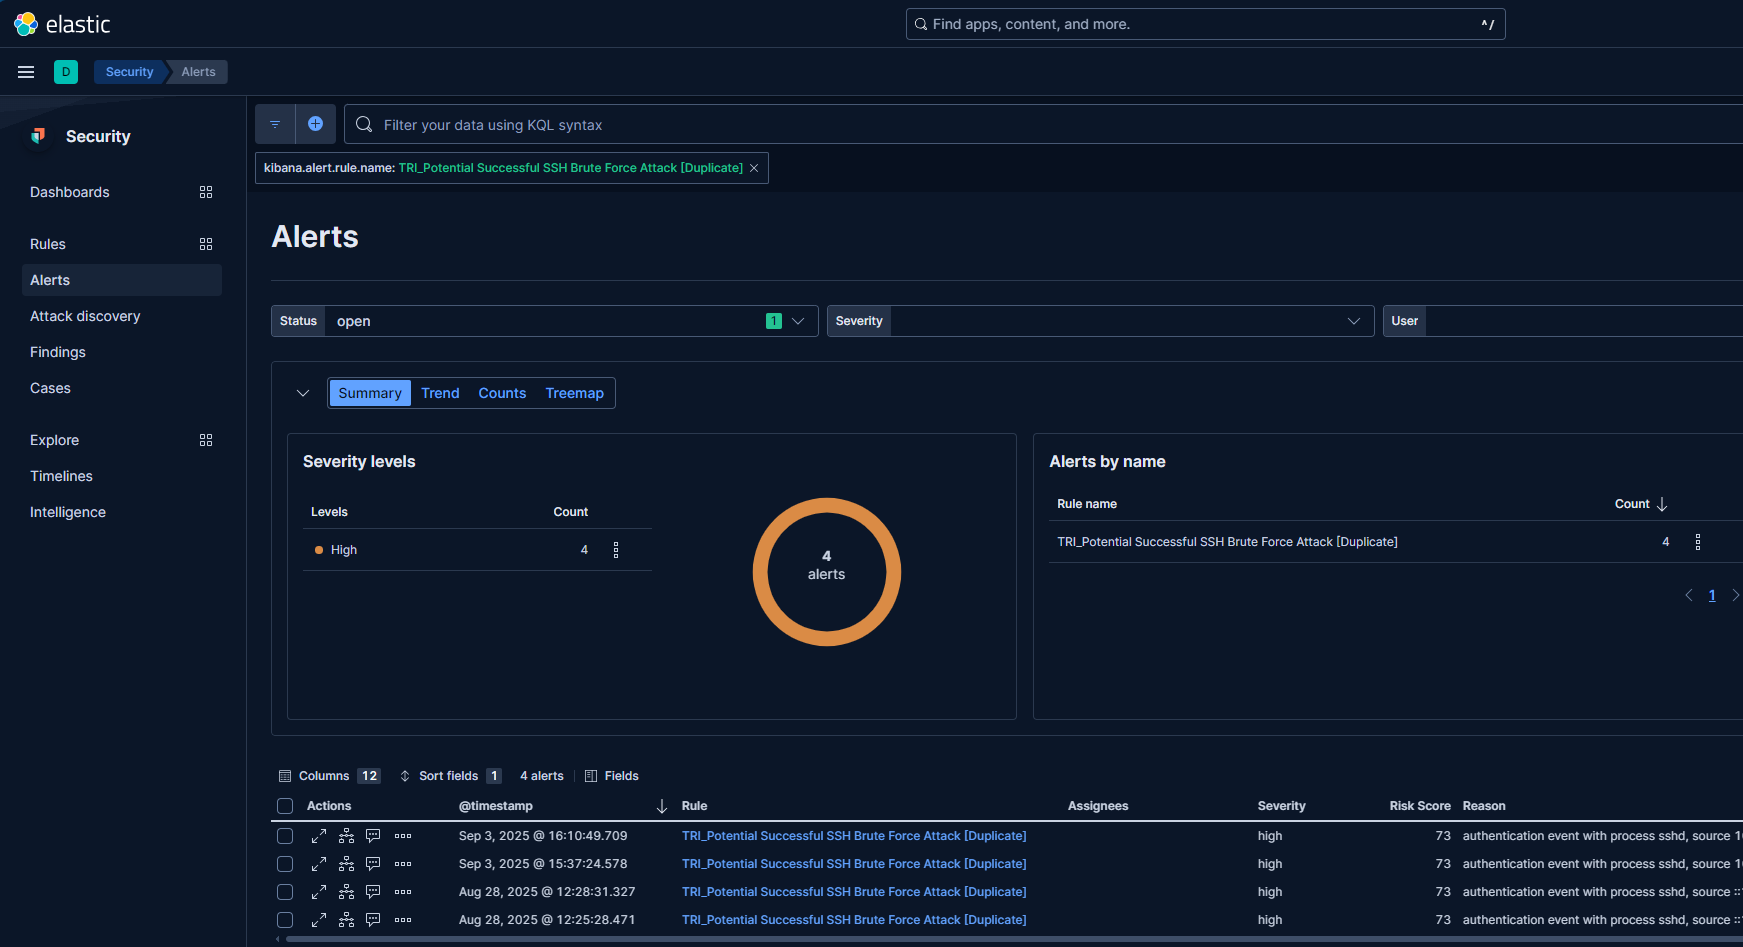 elastic
Find apps, content, and more.
^/
D
Security
Alerts
Security
Dashboards
Rules
Alerts
Attack discovery
Findings
Cases
Explore
Timelines
Intelligence
Filter your data using KQL syntax
kibana.alert.rule.name: TRI_Potential Successful SSH Brute Force Attack [Duplicate]
Alerts
Status open 1
Severity
User
Summary Trend Counts Treemap
Severity levels
Levels Count
High 4
4
alerts
Alerts by name
Rule name Count
TRI_Potential Successful SSH Brute Force Attack [Duplicate] 4
1
Columns 12 Sort fields 1 4 alerts Fields
Actions @timestamp Rule Assignees Severity Risk Score Reason
Sep 3, 2025 @ 16:10:49.709 TRI_Potential Successful SSH Brute Force Attack [Duplicate] high 73 authentication event with process sshd, source
Sep 3, 2025 @ 15:37:24.578 TRI_Potential Successful SSH Brute Force Attack [Duplicate] high 73 authentication event with process sshd, source
Aug 28, 2025 @ 12:28:31.327 TRI_Potential Successful SSH Brute Force Attack [Duplicate] high 73 authentication event with process sshd, source
Aug 28, 2025 @ 12:25:28.471 TRI_Potential Successful SSH Brute Force Attack [Duplicate] high 73 authentication event with process sshd, source